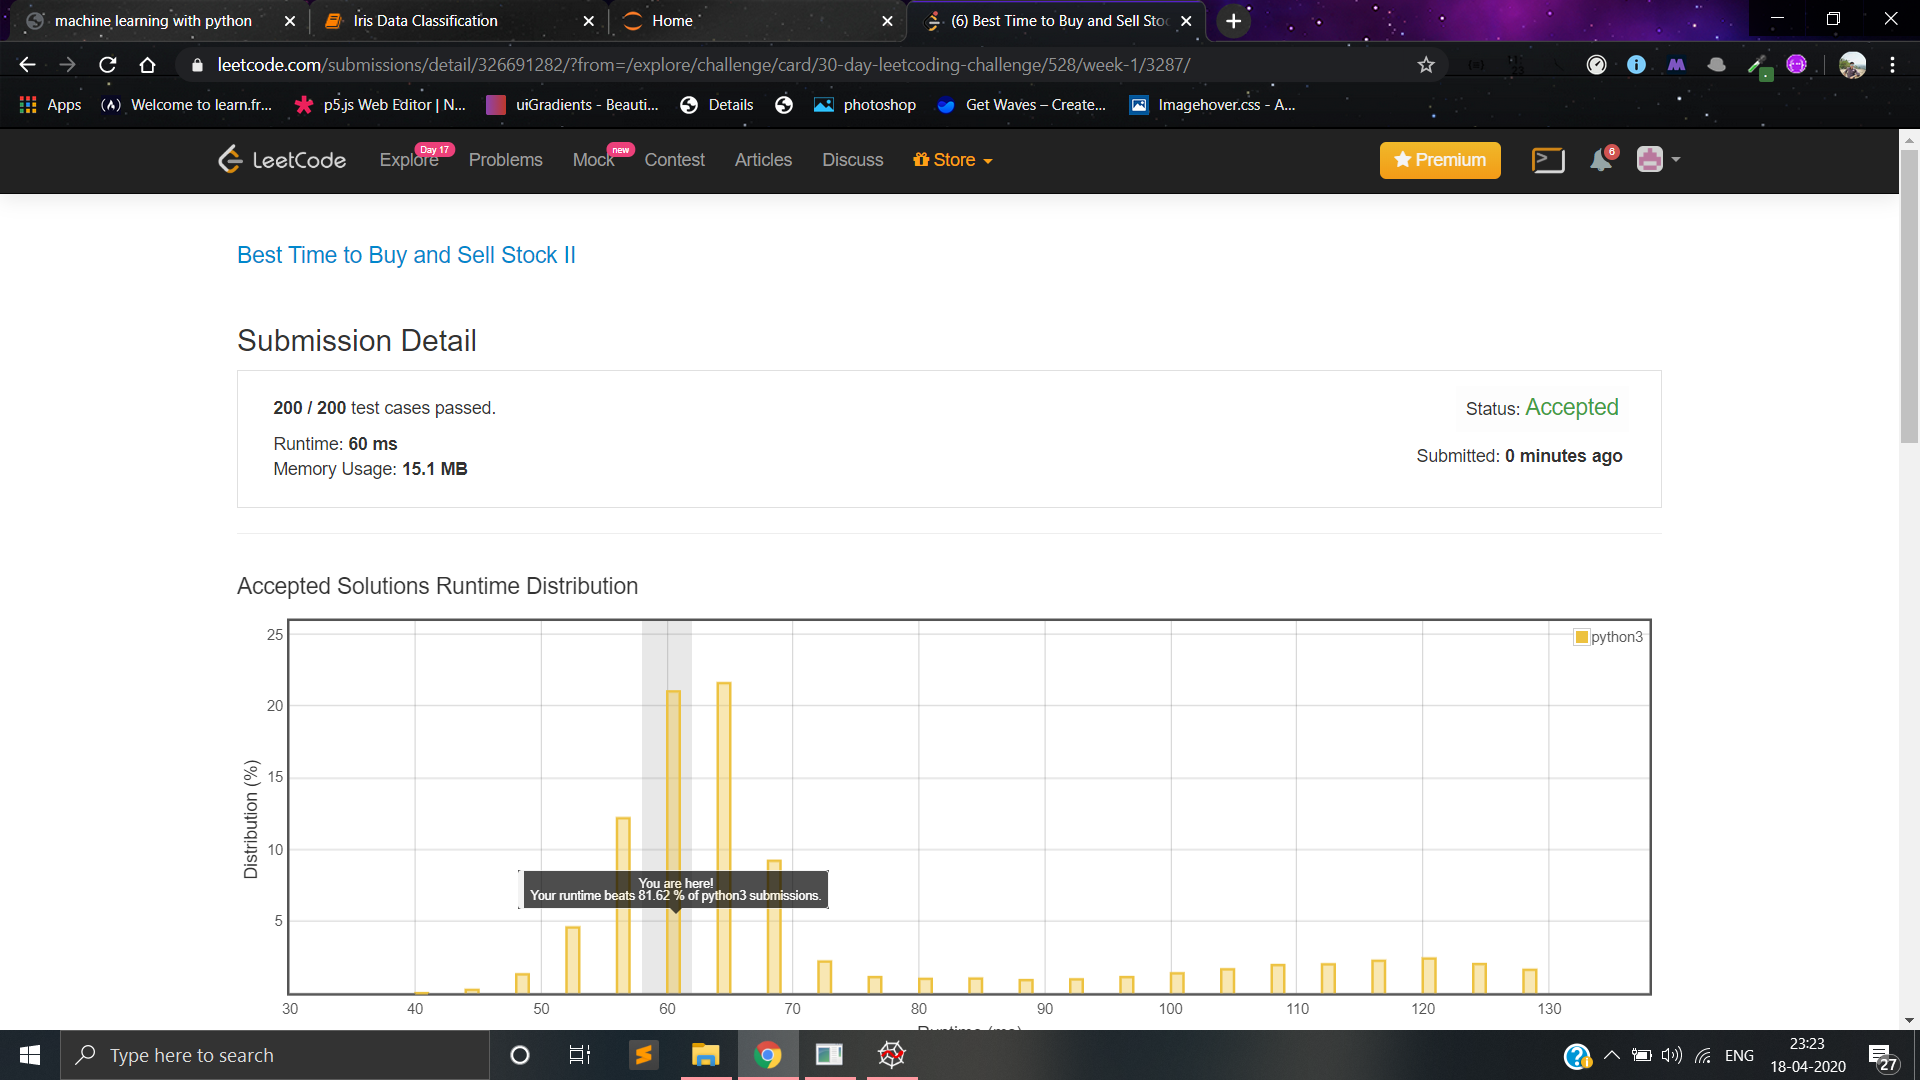 machine learning with python
Iris Data Classification
Home
(6) Best Time to Buy and Sell Sto
leetcode.com/submissions/detail/326691282/?from=/explore/challenge/card/30-day-leetcoding-challenge/528/week-1/3287/
Apps
Welcome to learn.fr...
p5.js Web Editor | N...
uiGradients - Beauti...
Details
photoshop
Get Waves – Create...
Imagehover.css - A...
LeetCode
Explore
Day 17
Problems
Mock
new
Contest
Articles
Discuss
Store
Premium
6
Best Time to Buy and Sell Stock II
Submission Detail
200 / 200 test cases passed.
Status: Accepted
Runtime: 60 ms
Memory Usage: 15.1 MB
Submitted: 0 minutes ago
Accepted Solutions Runtime Distribution
python3
25
20
15
10
5
Distribution (%)
You are here!
Your runtime beats 81.62 % of python3 submissions.
30 40 50 60 70 80 90 100 110 120 130
Runtime (ms)
Type here to search
ENG
23:23
18-04-2020
27